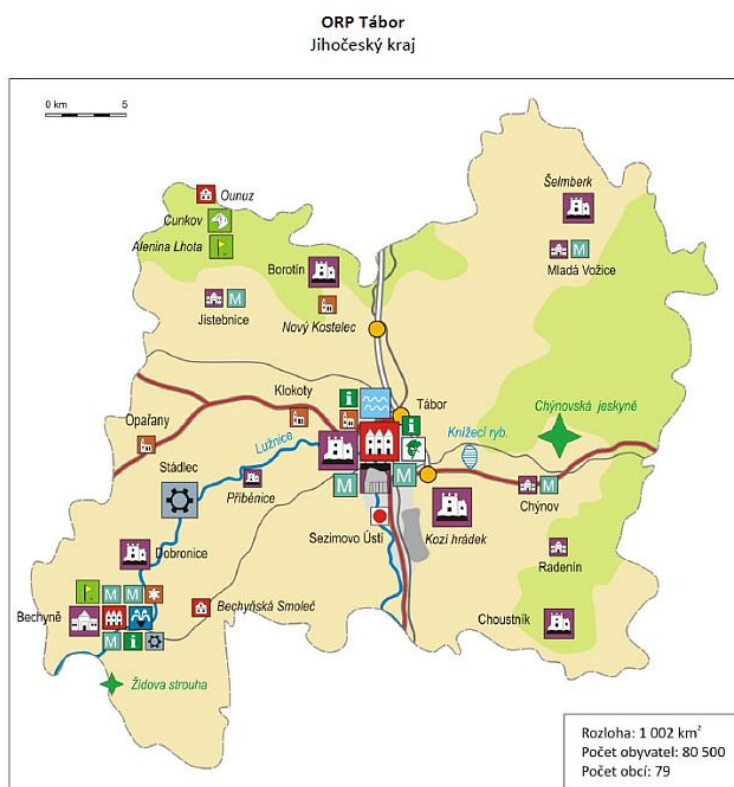 ORP Tábor
Jihočeský kraj
0 km 5
Ounuz
Čunkov
Alenina Lhota
Šelmberk
Borotín
Mladá Vožice
Jistebnice
Nový Kostelec
Klokoty
Tábor
Chýnovská jeskyně
Opařany
Lužnice
Knížecí ryb.
Stádlec
Příběnice
Chýnov
Sezimovo Ústí
Kozí hrádek
Dobronice
Radenín
Bechyně
Bechyňská Smoleč
Choustník
Židova strouha
M
M
M
M
M
M
M
M
i
i
i
Rozloha: 1 002 km²
Počet obyvatel: 80 500
Počet obcí: 79